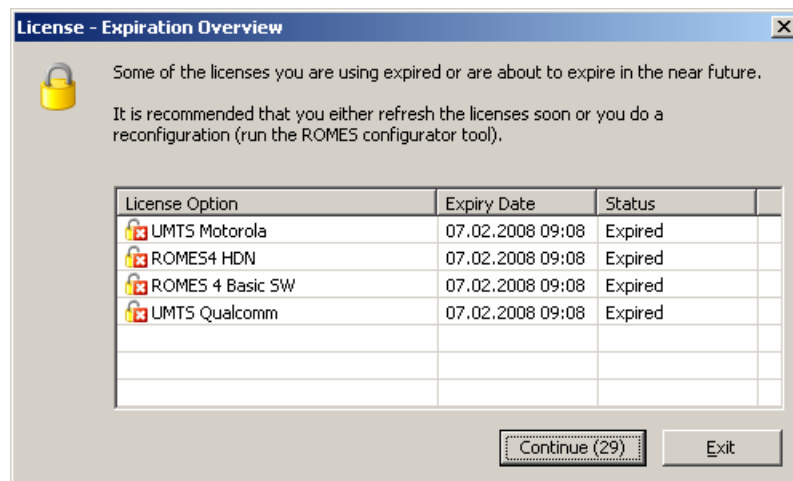 License - Expiration Overview
Some of the licenses you are using expired or are about to expire in the near future.
It is recommended that you either refresh the licenses soon or you do a
reconfiguration (run the ROMES configurator tool).
License Option Expiry Date Status
UMTS Motorola 07.02.2008 09:08 Expired
ROMES4 HDN 07.02.2008 09:08 Expired
ROMES 4 Basic SW 07.02.2008 09:08 Expired
UMTS Qualcomm 07.02.2008 09:08 Expired
Continue (29) Exit